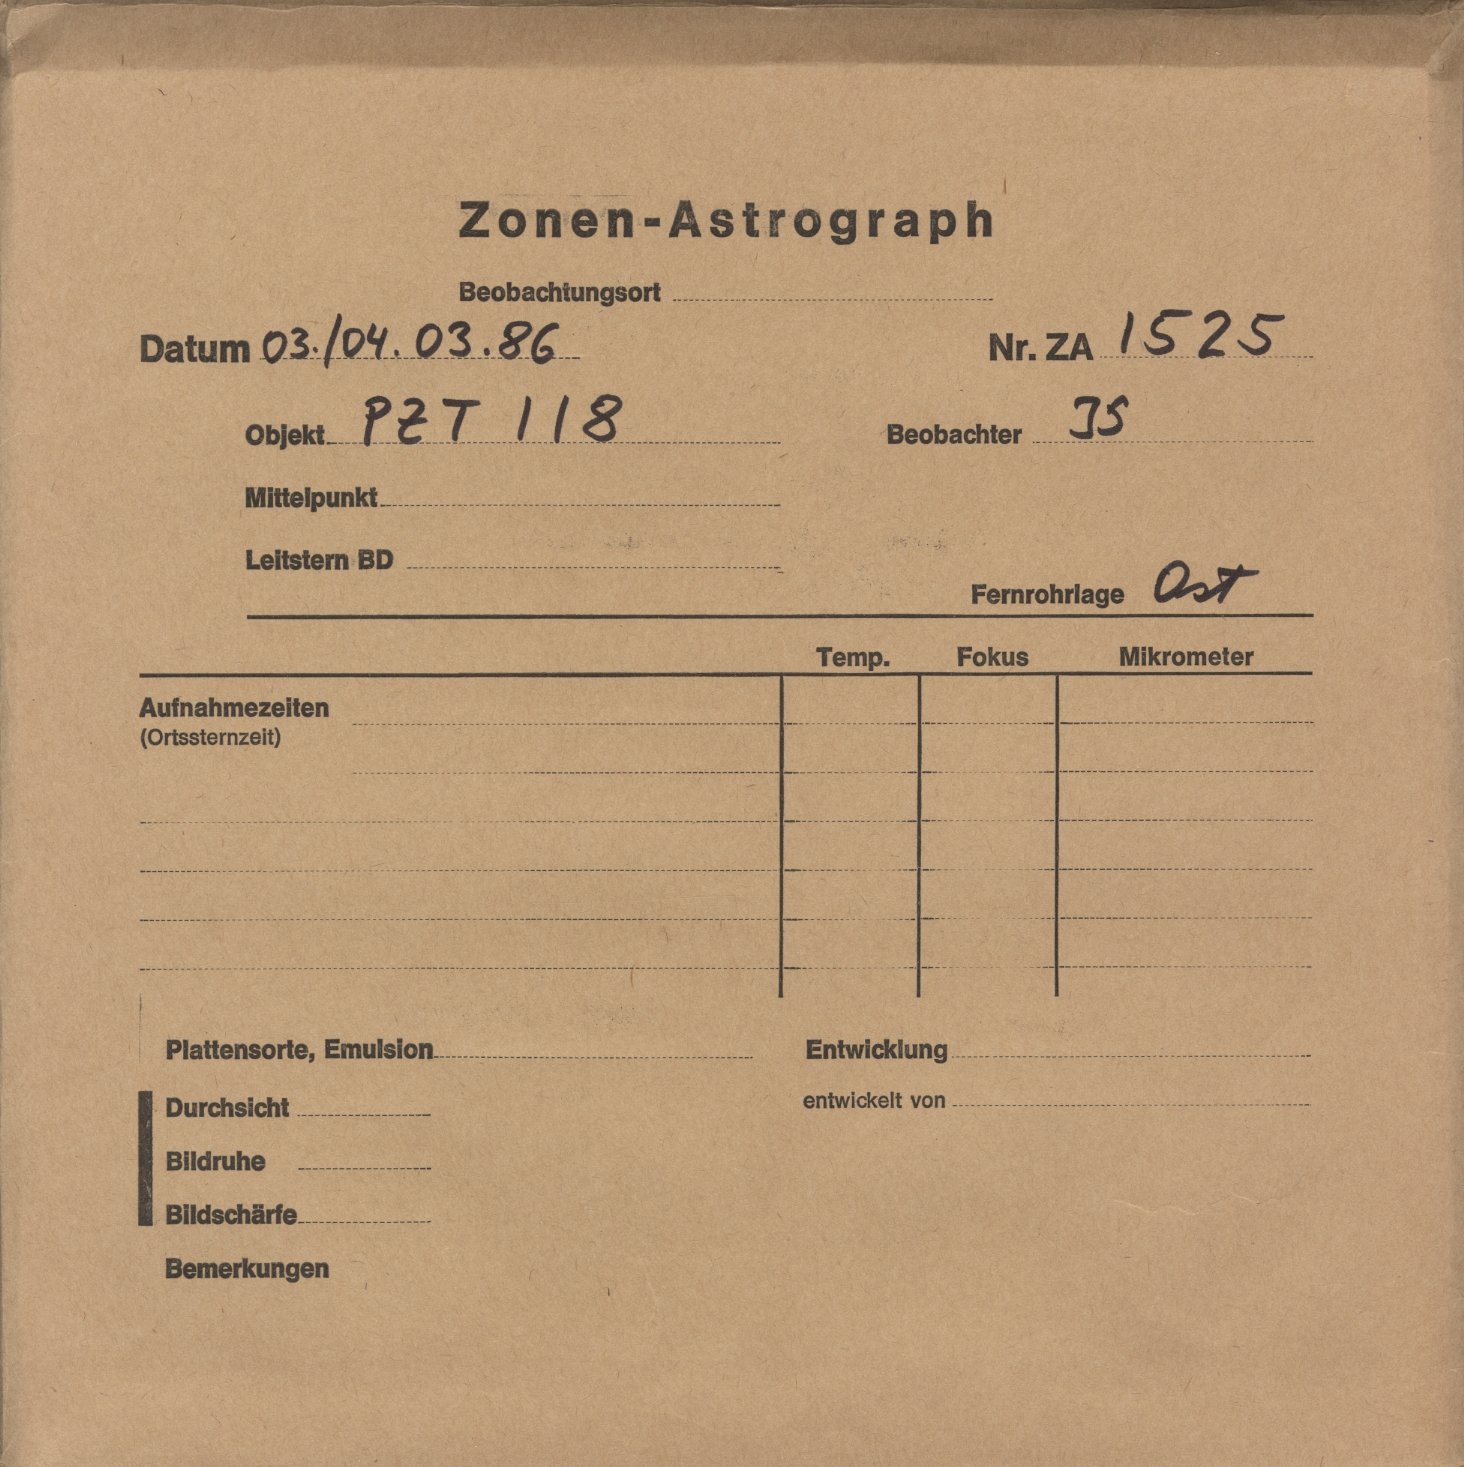 Zonen-Astrograph
Beobachtungsort
Datum 03./04.03.86 Nr. ZA 1525
Objekt PZT 118 Beobachter JS
Mittelpunkt
Leitstern BD
Fernrohrlage Ost
Temp. Fokus Mikrometer
Aufnahmezeiten
(Ortssternzeit)
Plattensorte, Emulsion Entwicklung
Durchsicht entwickelt von
Bildruhe
Bildschärfe
Bemerkungen